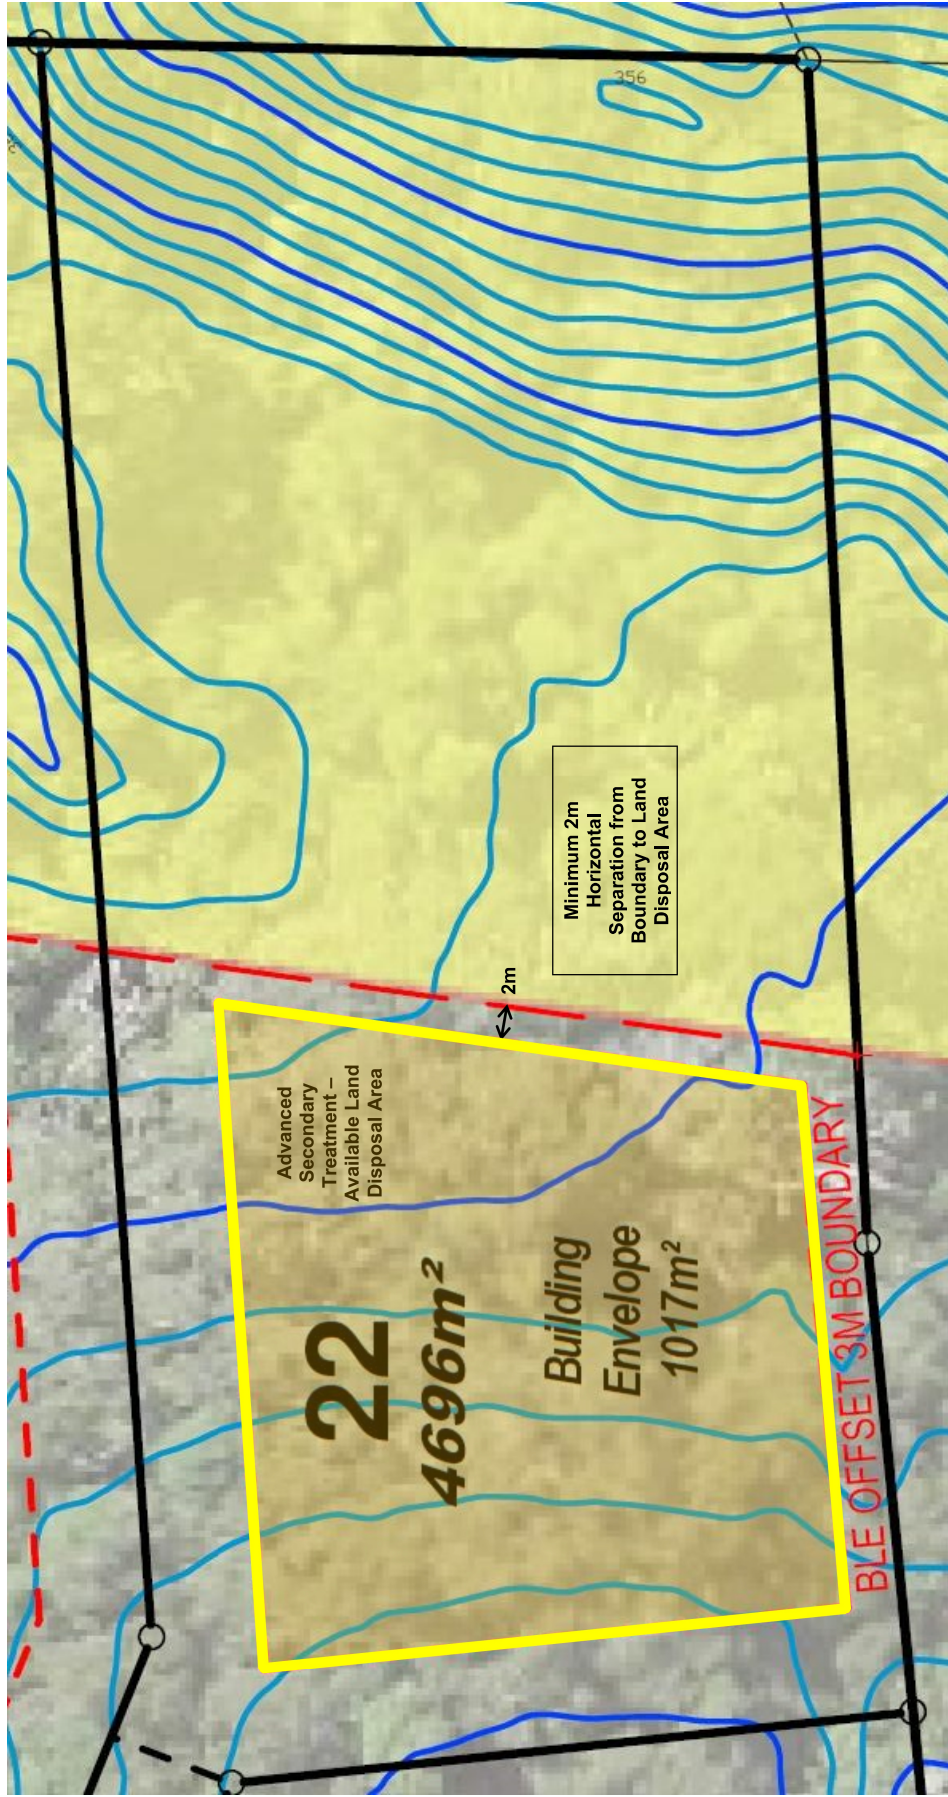 356
Minimum 2m
Horizontal
Separation from
Boundary to Land
Disposal Area
2m
Advanced
Secondary
Treatment –
Available Land
Disposal Area
22
4696m²
Building
Envelope
1017m²
BLE OFFSET 3M BOUNDARY